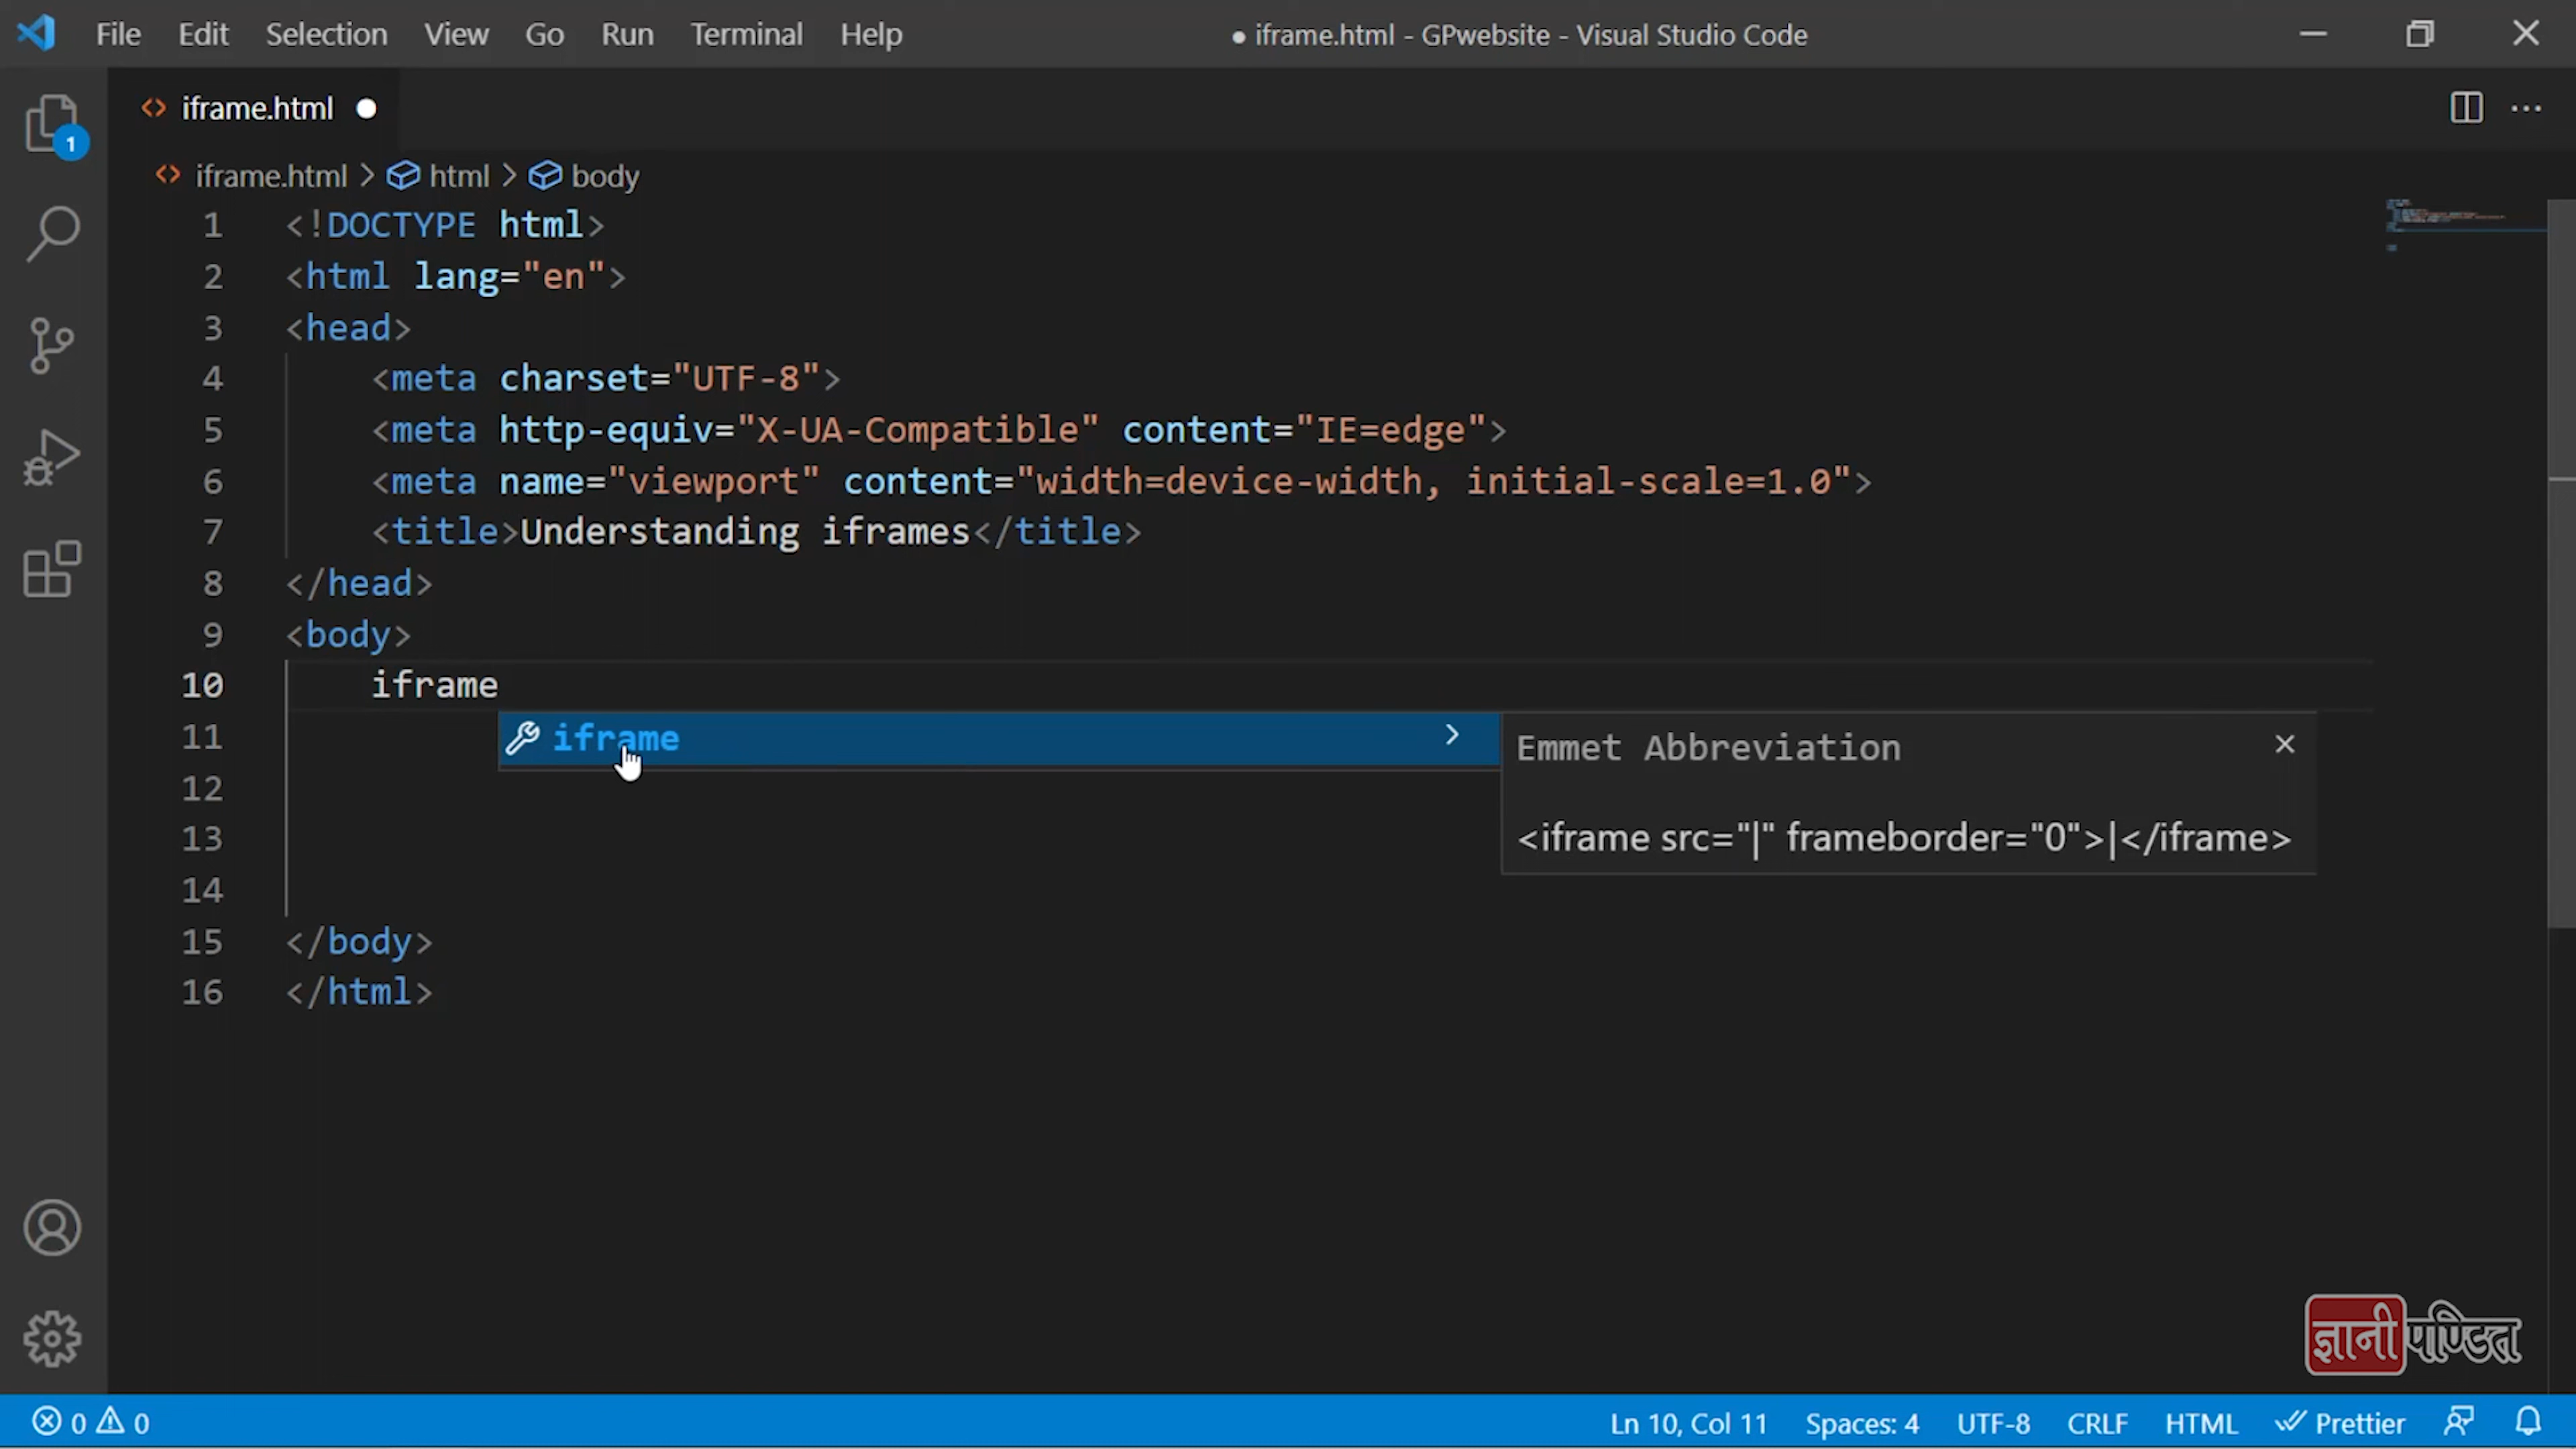 File Edit Selection View Go Run Terminal Help
● iframe.html - GPwebsite - Visual Studio Code
1
iframe.html
iframe.html > html > body
1 <!DOCTYPE html>
2 <html lang="en">
3 <head>
4 <meta charset="UTF-8">
5 <meta http-equiv="X-UA-Compatible" content="IE=edge">
6 <meta name="viewport" content="width=device-width, initial-scale=1.0">
7 <title>Understanding iframes</title>
8 </head>
9 <body>
10 iframe
11 iframe
Emmet Abbreviation
12
13 <iframe src="|" frameborder="0">|</iframe>
14
15 </body>
16 </html>
ज्ञानी पण्डित
0 0 Ln 10, Col 11 Spaces: 4 UTF-8 CRLF HTML Prettier